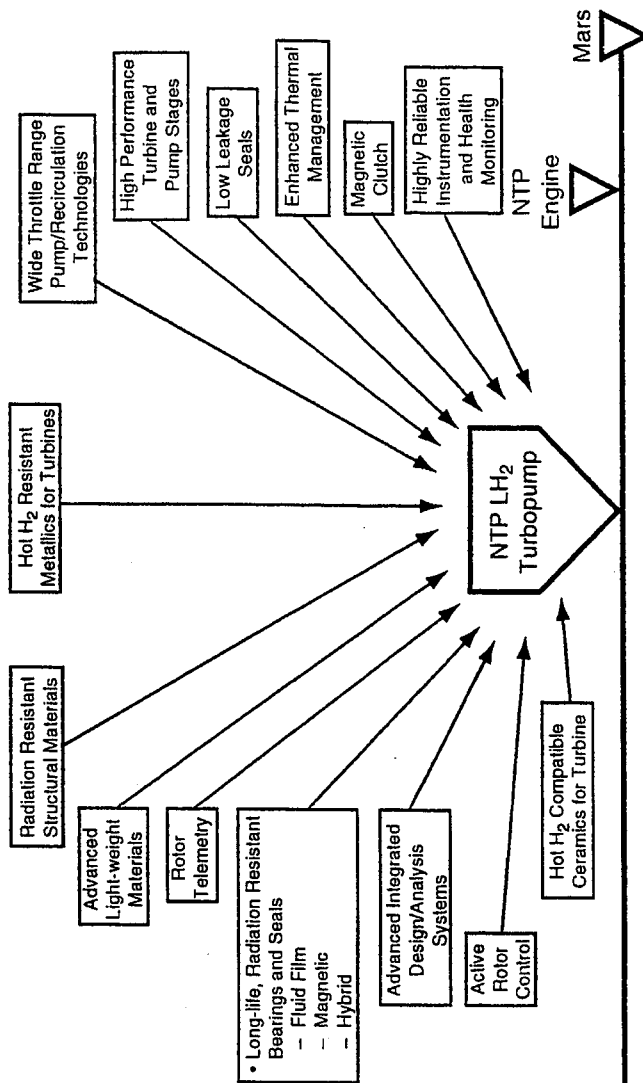 Wide Throttle Range
Pump/Recirculation
Technologies
High Performance
Turbine and
Pump Stages
Low Leakage
Seals
Enhanced Thermal
Management
Magnetic
Clutch
Highly Reliable
Instrumentation
and Health
Monitoring
Hot H₂ Resistant
Metallics for Turbines
Radiation Resistant
Structural Materials
Advanced
Light-weight
Materials
Rotor
Telemetry
• Long-life, Radiation Resistant
Bearings and Seals
– Fluid Film
– Magnetic
– Hybrid
Advanced Integrated
Design/Analysis
Systems
Active
Rotor
Control
Hot H₂ Compatible
Ceramics for Turbine
NTP LH₂
Turbopump
NTP
Engine
Mars